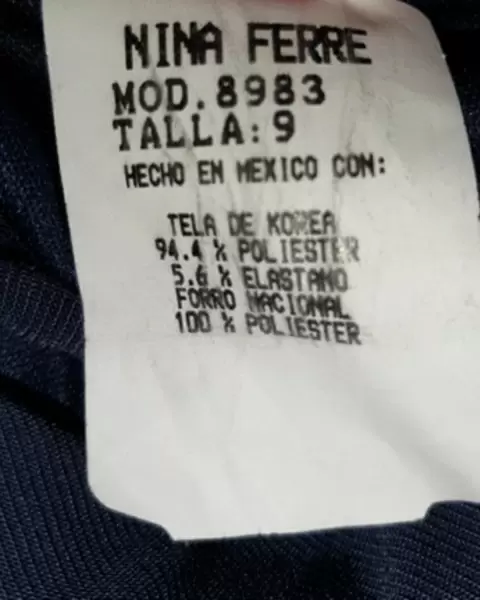 NINA FERRE
MOD.8983
TALLA:9
HECHO EN MEXICO CON:
TELA DE KOREA
94.4 % POLIESTER
5.6 % ELASTANO
FORRO NACIONAL
100 % POLIESTER